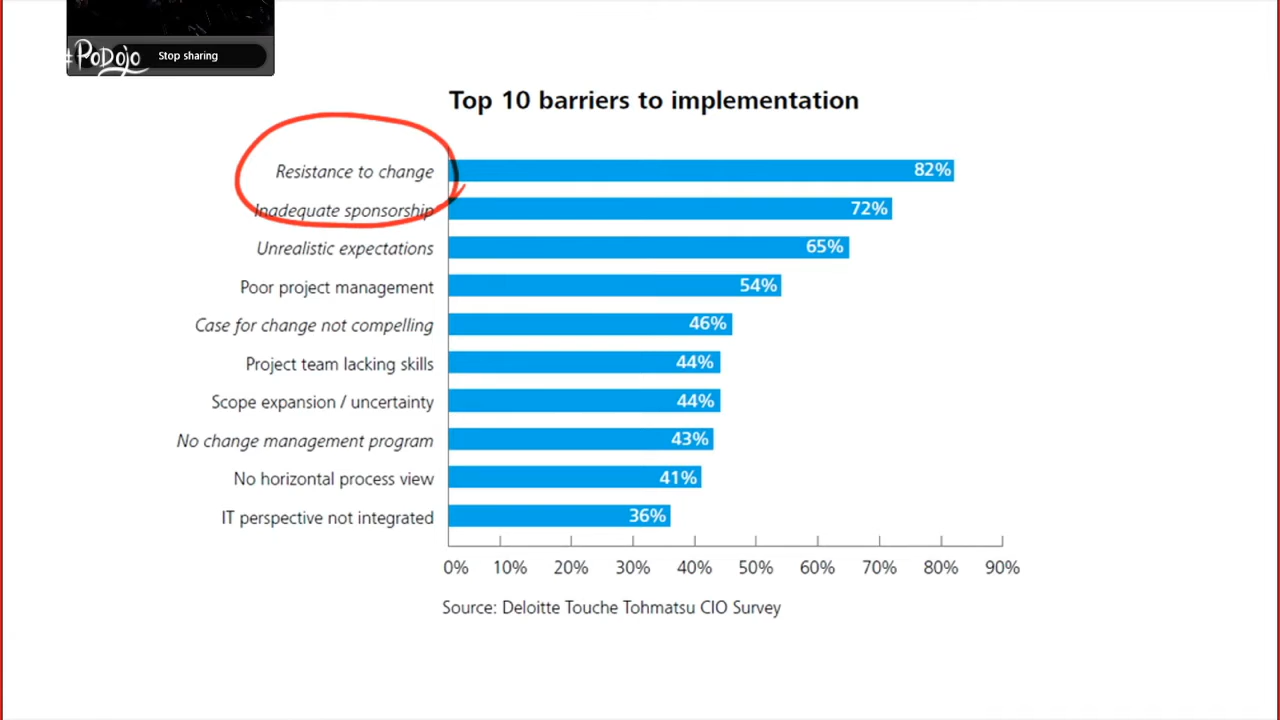 #PODojo
Stop sharing
Top 10 barriers to implementation
Resistance to change 82%
Inadequate sponsorship 72%
Unrealistic expectations 65%
Poor project management 54%
Case for change not compelling 46%
Project team lacking skills 44%
Scope expansion / uncertainty 44%
No change management program 43%
No horizontal process view 41%
IT perspective not integrated 36%
0% 10% 20% 30% 40% 50% 60% 70% 80% 90%
Source: Deloitte Touche Tohmatsu CIO Survey